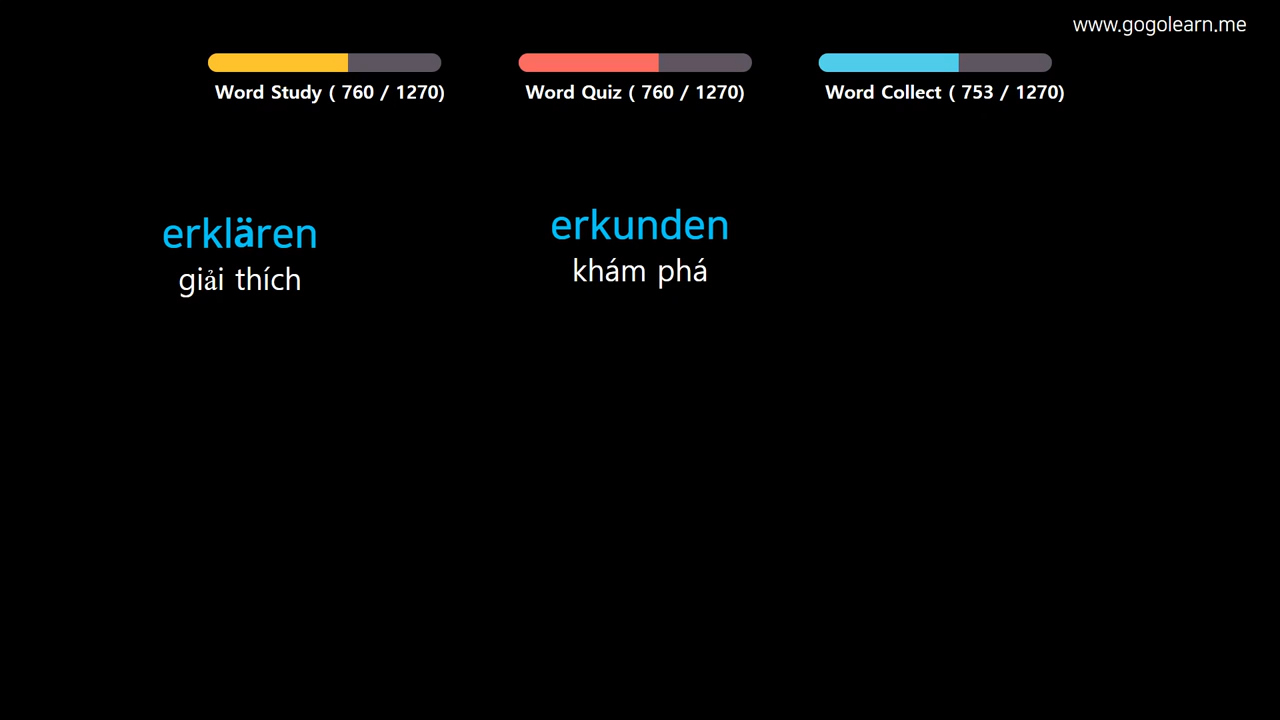 www.gogolearn.me
Word Study ( 760 / 1270)
Word Quiz ( 760 / 1270)
Word Collect ( 753 / 1270)
erklären
giải thích
erkunden
khám phá